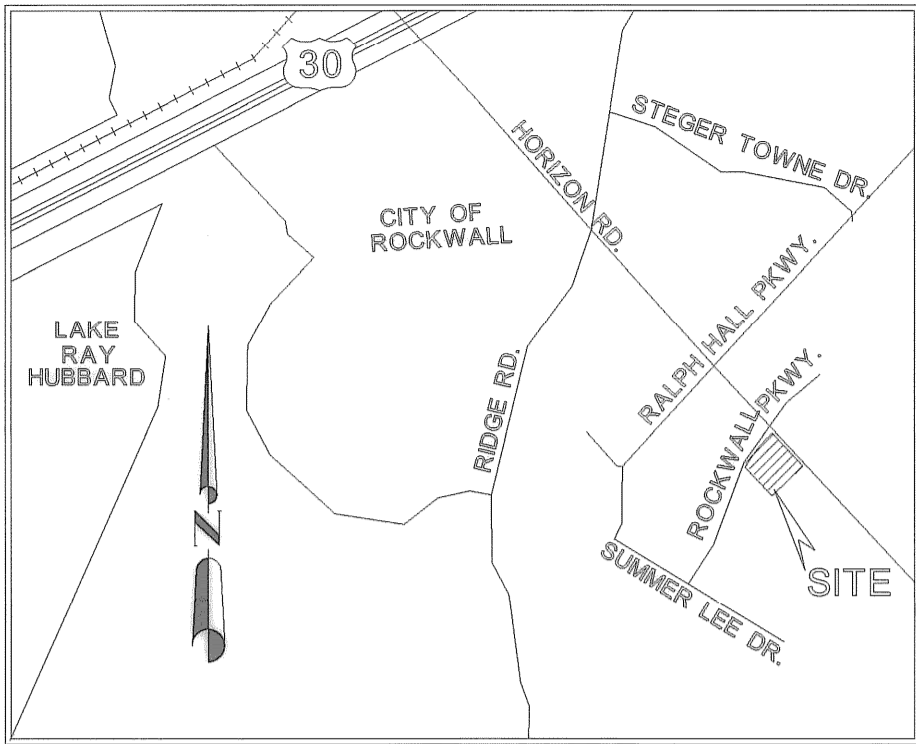 30
STEGER TOWNE DR.
HORIZON RD.
CITY OF
ROCKWALL
RALPH HALL PKWY.
LAKE
RAY
HUBBARD
RIDGE RD.
ROCKWALL PKWY.
N
SUMMER LEE DR.
SITE